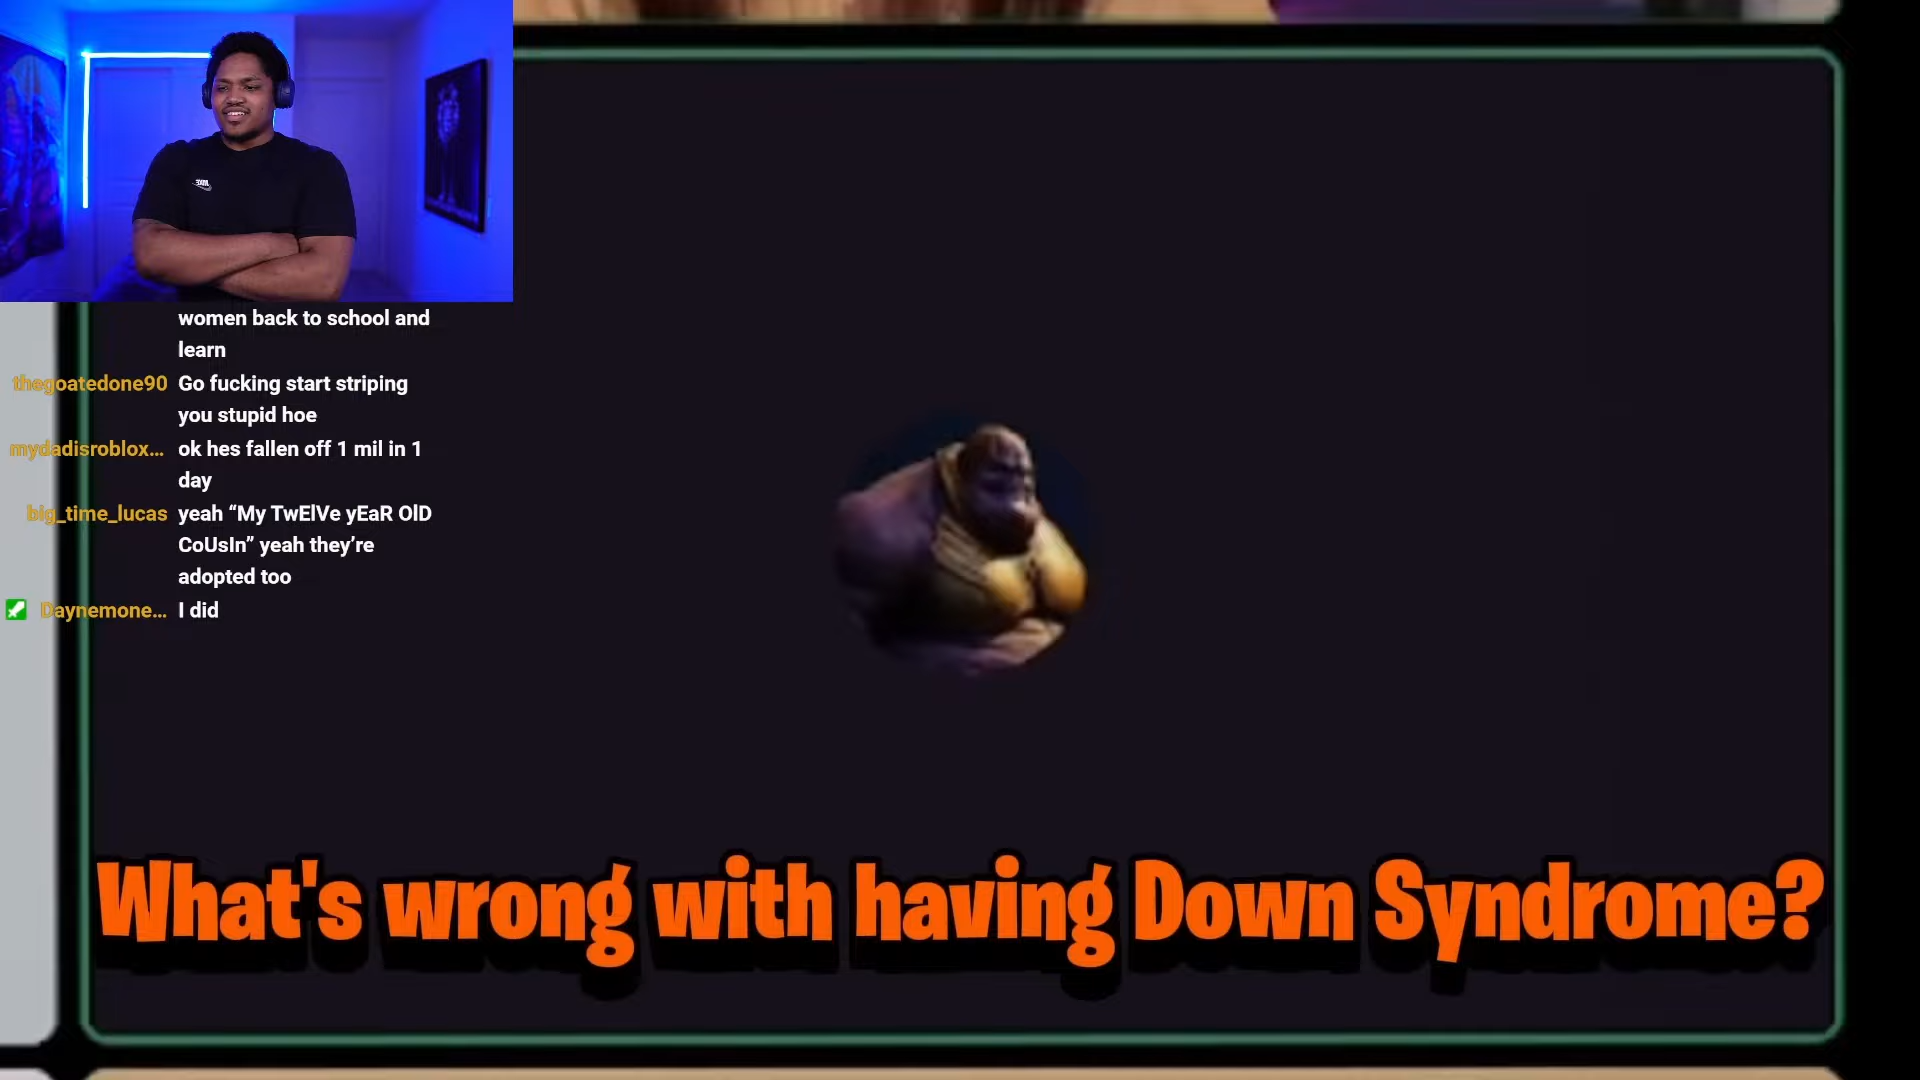 women back to school and
learn
thegoatedone90 Go fucking start striping
you stupid hoe
mydadisroblox... ok hes fallen off 1 mil in 1
day
big_time_lucas yeah “My TwElVe yEaR OlD
CoUsIn” yeah they’re
adopted too
Daynemone... I did
What's wrong with having Down Syndrome?